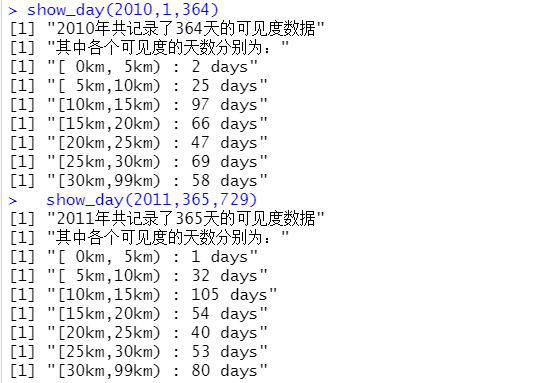 > show_day(2010,1,364)
[1] "2010年共记录了364天的可见度数据"
[1] "其中各个可见度的天数分别为："
[1] "[ 0km, 5km) : 2 days"
[1] "[ 5km,10km) : 25 days"
[1] "[10km,15km) : 97 days"
[1] "[15km,20km) : 66 days"
[1] "[20km,25km) : 47 days"
[1] "[25km,30km) : 69 days"
[1] "[30km,99km) : 58 days"
>   show_day(2011,365,729)
[1] "2011年共记录了365天的可见度数据"
[1] "其中各个可见度的天数分别为："
[1] "[ 0km, 5km) : 1 days"
[1] "[ 5km,10km) : 32 days"
[1] "[10km,15km) : 105 days"
[1] "[15km,20km) : 54 days"
[1] "[20km,25km) : 40 days"
[1] "[25km,30km) : 53 days"
[1] "[30km,99km) : 80 days"